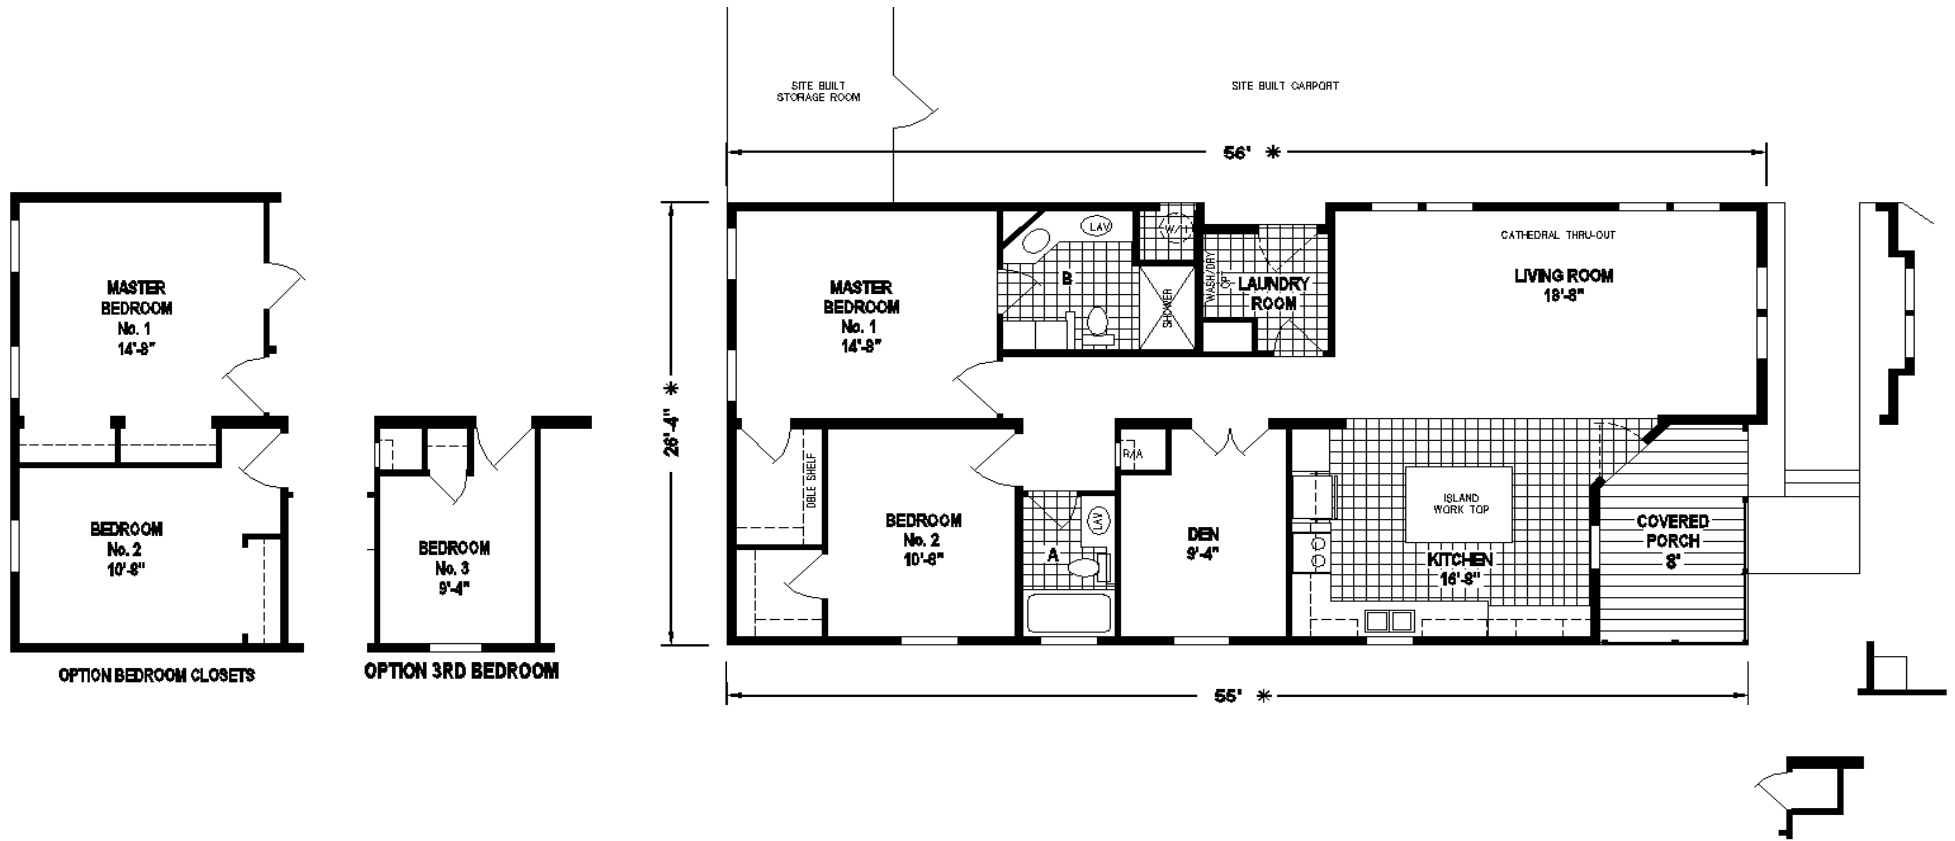 SITE BUILT
STORAGE ROOM
SITE BUILT CARPORT
56' *
26'-4" *
MASTER
BEDROOM
No. 1
14'-8"
BEDROOM
No. 2
10'-8"
OPTION BEDROOM CLOSETS
BEDROOM
No. 3
9'-4"
OPTION 3RD BEDROOM
MASTER
BEDROOM
No. 1
14'-8"
LAV
B
SHOWER
W/H
WASH/DRY
OPT
LAUNDRY
ROOM
CATHEDRAL THRU-OUT
LIVING ROOM
18'-8"
DBLE SHELF
BEDROOM
No. 2
10'-8"
LAV
A
R/A
DEN
9'-4"
ISLAND
WORK TOP
KITCHEN
16'-8"
COVERED
PORCH
8'
55' *